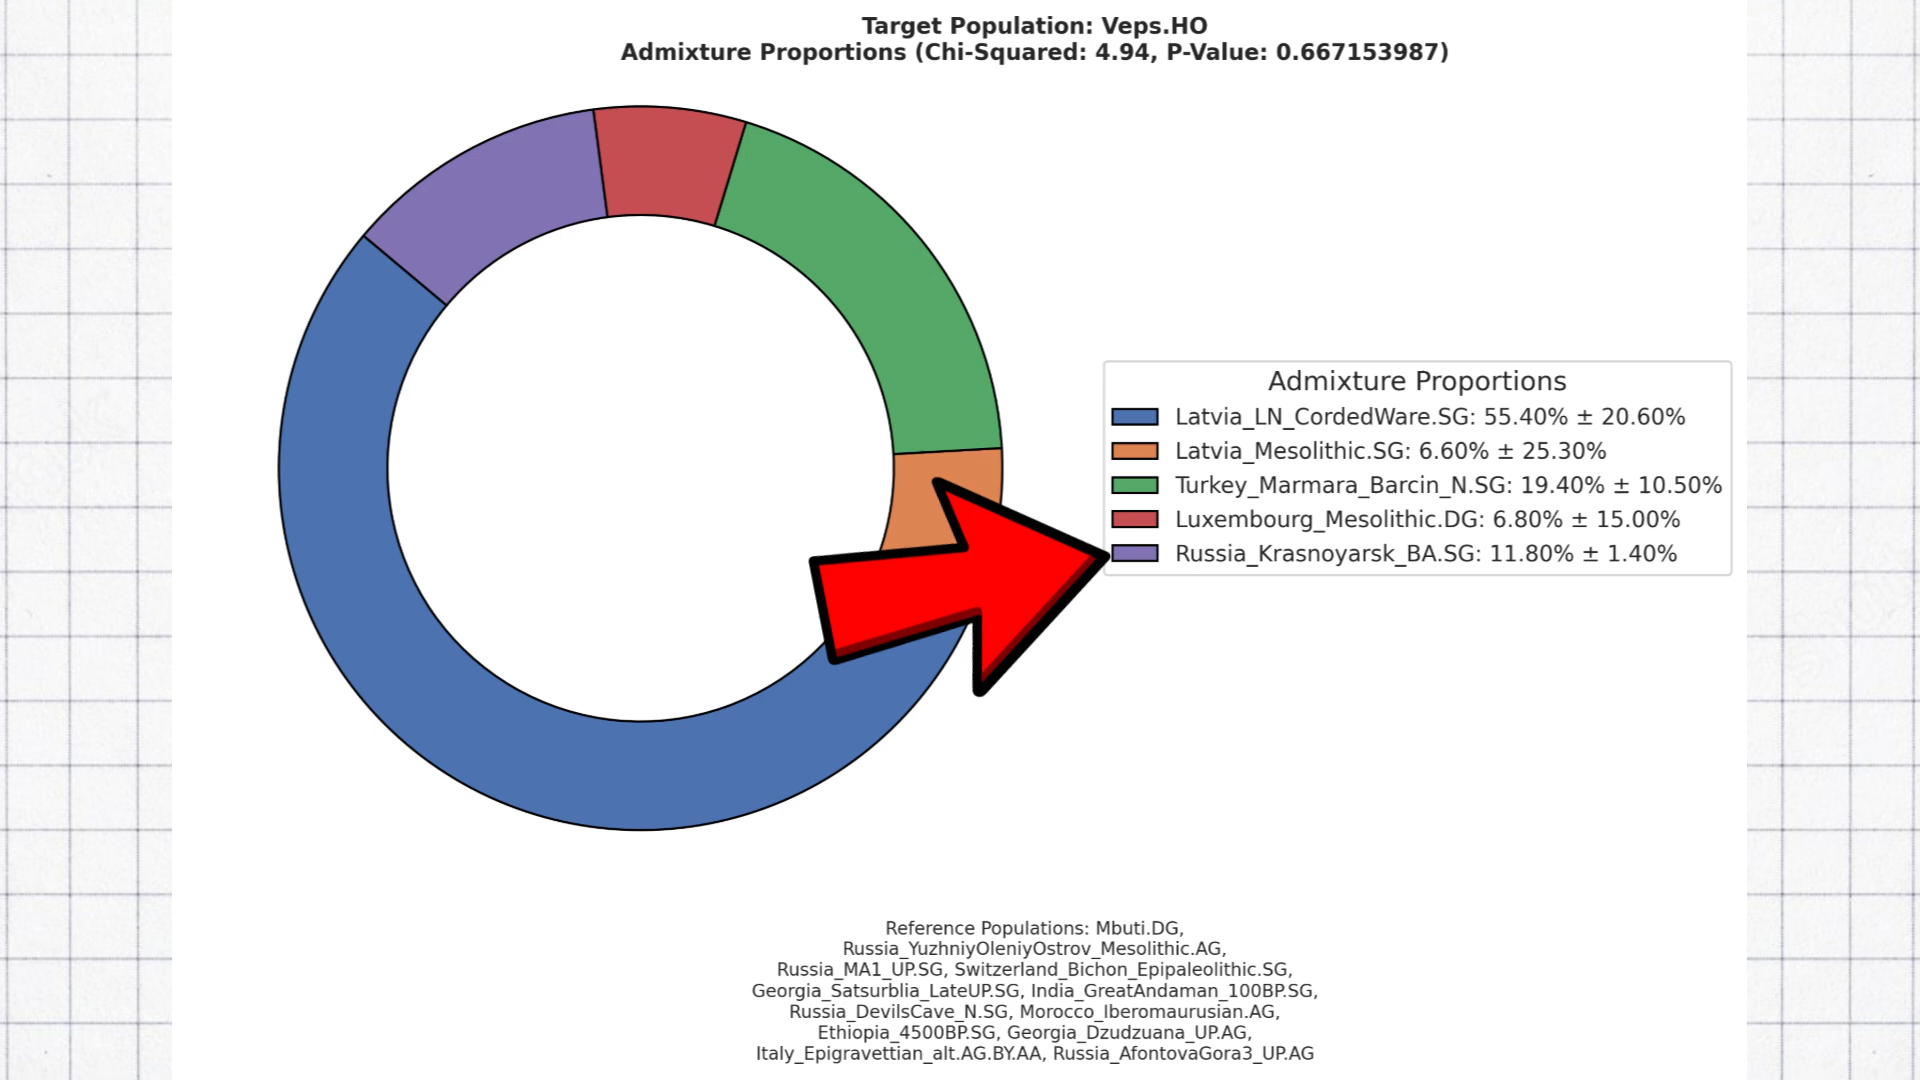 Target Population: Veps.HO
Admixture Proportions (Chi-Squared: 4.94, P-Value: 0.667153987)
Admixture Proportions
Latvia_LN_CordedWare.SG: 55.40% ± 20.60%
Latvia_Mesolithic.SG: 6.60% ± 25.30%
Turkey_Marmara_Barcin_N.SG: 19.40% ± 10.50%
Luxembourg_Mesolithic.DG: 6.80% ± 15.00%
Russia_Krasnoyarsk_BA.SG: 11.80% ± 1.40%
Reference Populations: Mbuti.DG,
Russia_YuzhniyOleniyOstrov_Mesolithic.AG,
Russia_MA1_UP.SG, Switzerland_Bichon_Epipaleolithic.SG,
Georgia_Satsurblia_LateUP.SG, India_GreatAndaman_100BP.SG,
Russia_DevilsCave_N.SG, Morocco_Iberomaurusian.AG,
Ethiopia_4500BP.SG, Georgia_Dzudzuana_UP.AG,
Italy_Epigravettian_alt.AG.BY.AA, Russia_AfontovaGora3_UP.AG